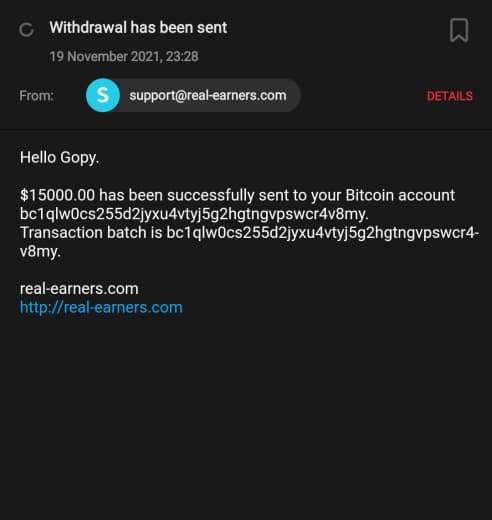 Withdrawal has been sent
19 November 2021, 23:28
From: S support@real-earners.com DETAILS
Hello Gopy.
$15000.00 has been successfully sent to your Bitcoin account
bc1qlw0cs255d2jyxu4vtyj5g2hgtngvpswcr4v8my.
Transaction batch is bc1qlw0cs255d2jyxu4vtyj5g2hgtngvpswcr4-
v8my.
real-earners.com
http://real-earners.com